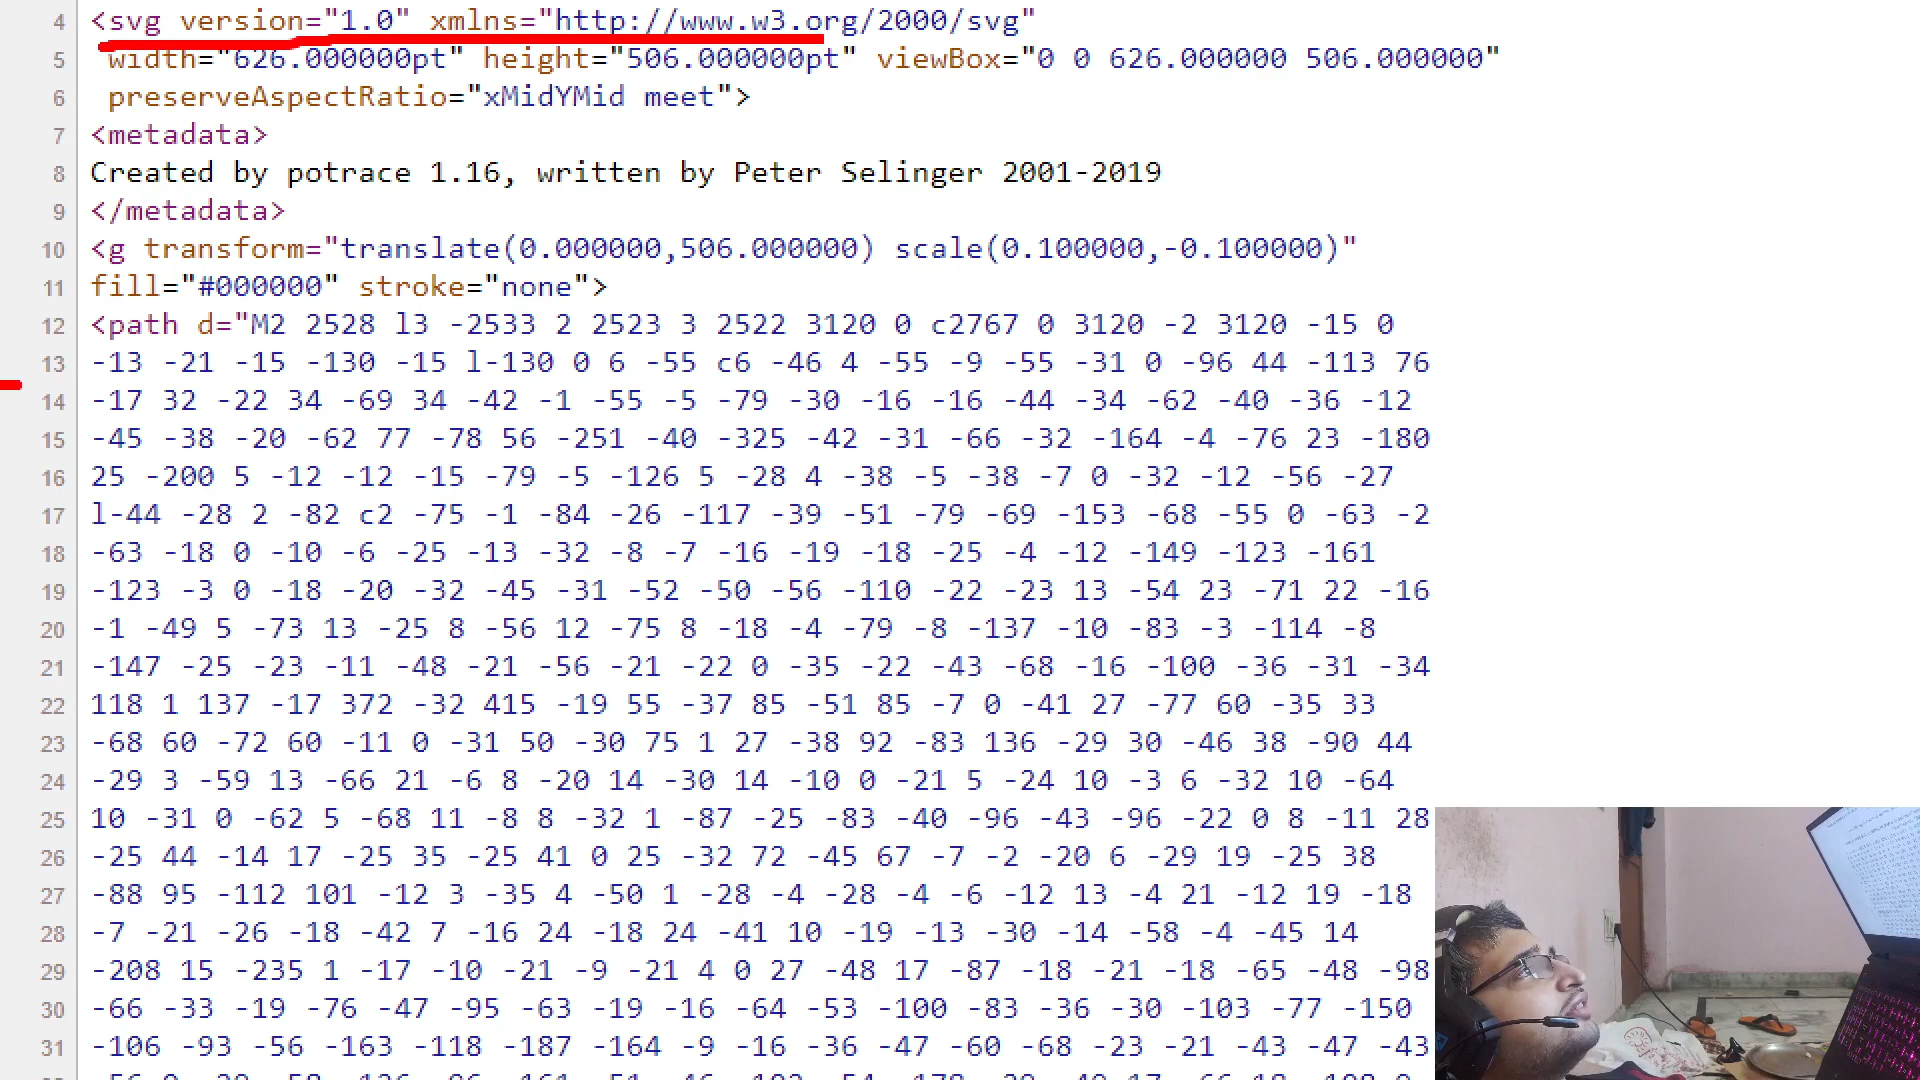 4 <svg version="1.0" xmlns="http://www.w3.org/2000/svg"
5 width="626.000000pt" height="506.000000pt" viewBox="0 0 626.000000 506.000000"
6 preserveAspectRatio="xMidYMid meet">
7 <metadata>
8 Created by potrace 1.16, written by Peter Selinger 2001-2019
9 </metadata>
10 <g transform="translate(0.000000,506.000000) scale(0.100000,-0.100000)"
11 fill="#000000" stroke="none">
12 <path d="M2 2528 l3 -2533 2 2523 3 2522 3120 0 c2767 0 3120 -2 3120 -15 0
13 -13 -21 -15 -130 -15 l-130 0 6 -55 c6 -46 4 -55 -9 -55 -31 0 -96 44 -113 76
14 -17 32 -22 34 -69 34 -42 -1 -55 -5 -79 -30 -16 -16 -44 -34 -62 -40 -36 -12
15 -45 -38 -20 -62 77 -78 56 -251 -40 -325 -42 -31 -66 -32 -164 -4 -76 23 -180
16 25 -200 5 -12 -12 -15 -79 -5 -126 5 -28 4 -38 -5 -38 -7 0 -32 -12 -56 -27
17 l-44 -28 2 -82 c2 -75 -1 -84 -26 -117 -39 -51 -79 -69 -153 -68 -55 0 -63 -2
18 -63 -18 0 -10 -6 -25 -13 -32 -8 -7 -16 -19 -18 -25 -4 -12 -149 -123 -161
19 -123 -3 0 -18 -20 -32 -45 -31 -52 -50 -56 -110 -22 -23 13 -54 23 -71 22 -16
20 -1 -49 5 -73 13 -25 8 -56 12 -75 8 -18 -4 -79 -8 -137 -10 -83 -3 -114 -8
21 -147 -25 -23 -11 -48 -21 -56 -21 -22 0 -35 -22 -43 -68 -16 -100 -36 -31 -34
22 118 1 137 -17 372 -32 415 -19 55 -37 85 -51 85 -7 0 -41 27 -77 60 -35 33
23 -68 60 -72 60 -11 0 -31 50 -30 75 1 27 -38 92 -83 136 -29 30 -46 38 -90 44
24 -29 3 -59 13 -66 21 -6 8 -20 14 -30 14 -10 0 -21 5 -24 10 -3 6 -32 10 -64
25 10 -31 0 -62 5 -68 11 -8 8 -32 1 -87 -25 -83 -40 -96 -43 -96 -22 0 8 -11 28
26 -25 44 -14 17 -25 35 -25 41 0 25 -32 72 -45 67 -7 -2 -20 6 -29 19 -25 38
27 -88 95 -112 101 -12 3 -35 4 -50 1 -28 -4 -28 -4 -6 -12 13 -4 21 -12 19 -18
28 -7 -21 -26 -18 -42 7 -16 24 -18 24 -41 10 -19 -13 -30 -14 -58 -4 -45 14
29 -208 15 -235 1 -17 -10 -21 -9 -21 4 0 27 -48 17 -87 -18 -21 -18 -65 -48 -98
30 -66 -33 -19 -76 -47 -95 -63 -19 -16 -64 -53 -100 -83 -36 -30 -103 -77 -150
31 -106 -93 -56 -163 -118 -187 -164 -9 -16 -36 -47 -60 -68 -23 -21 -43 -47 -43